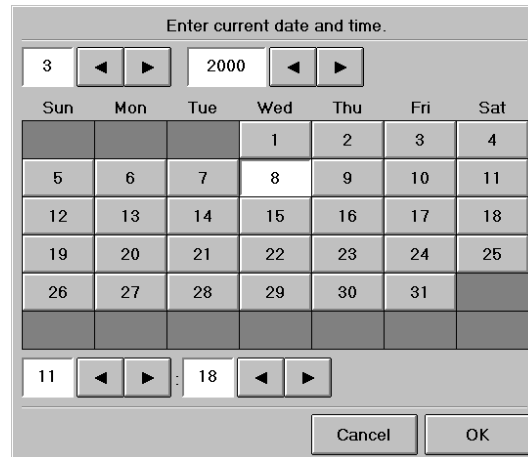 Enter current date and time.
3 ◄ ► 2000 ◄ ►
Sun Mon Tue Wed Thu Fri Sat
1 2 3 4
5 6 7 8 9 10 11
12 13 14 15 16 17 18
19 20 21 22 23 24 25
26 27 28 29 30 31
11 ◄ ► : 18 ◄ ►
Cancel OK